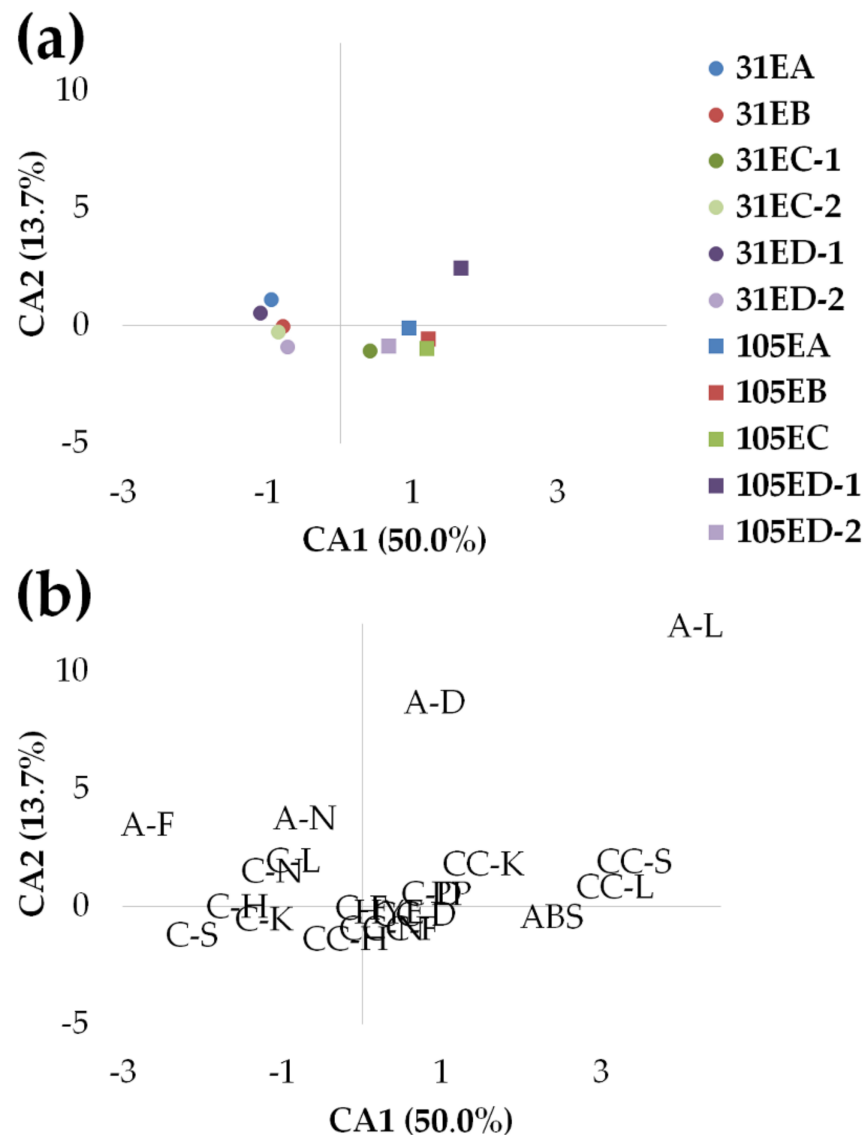 (a)
10
5
0
-5
CA2 (13.7%)
-3
-1
1
3
CA1 (50.0%)
31EA
31EB
31EC-1
31EC-2
31ED-1
31ED-2
105EA
105EB
105EC
105ED-1
105ED-2
(b)
10
5
0
-5
CA2 (13.7%)
A-L
A-D
A-F
A-N
C-L
C-N
CC-K
CC-S
CC-L
C-H
C-K
C-S
ABS
CC-H
-3
-1
1
3
CA1 (50.0%)